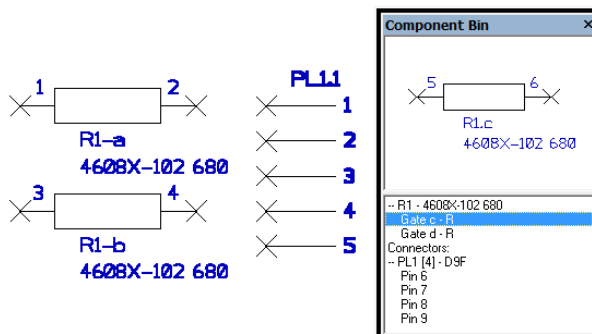 1 2
R1-a
4608X-102 680
3 4
R1-b
4608X-102 680
PL1.1
1
2
3
4
5
Component Bin ×
5 6
R1.c
4608X-102 680
-- R1 - 4608X-102 680
Gate c - R
Gate d - R
Connectors:
-- PL1 [4] - D9F
Pin 6
Pin 7
Pin 8
Pin 9